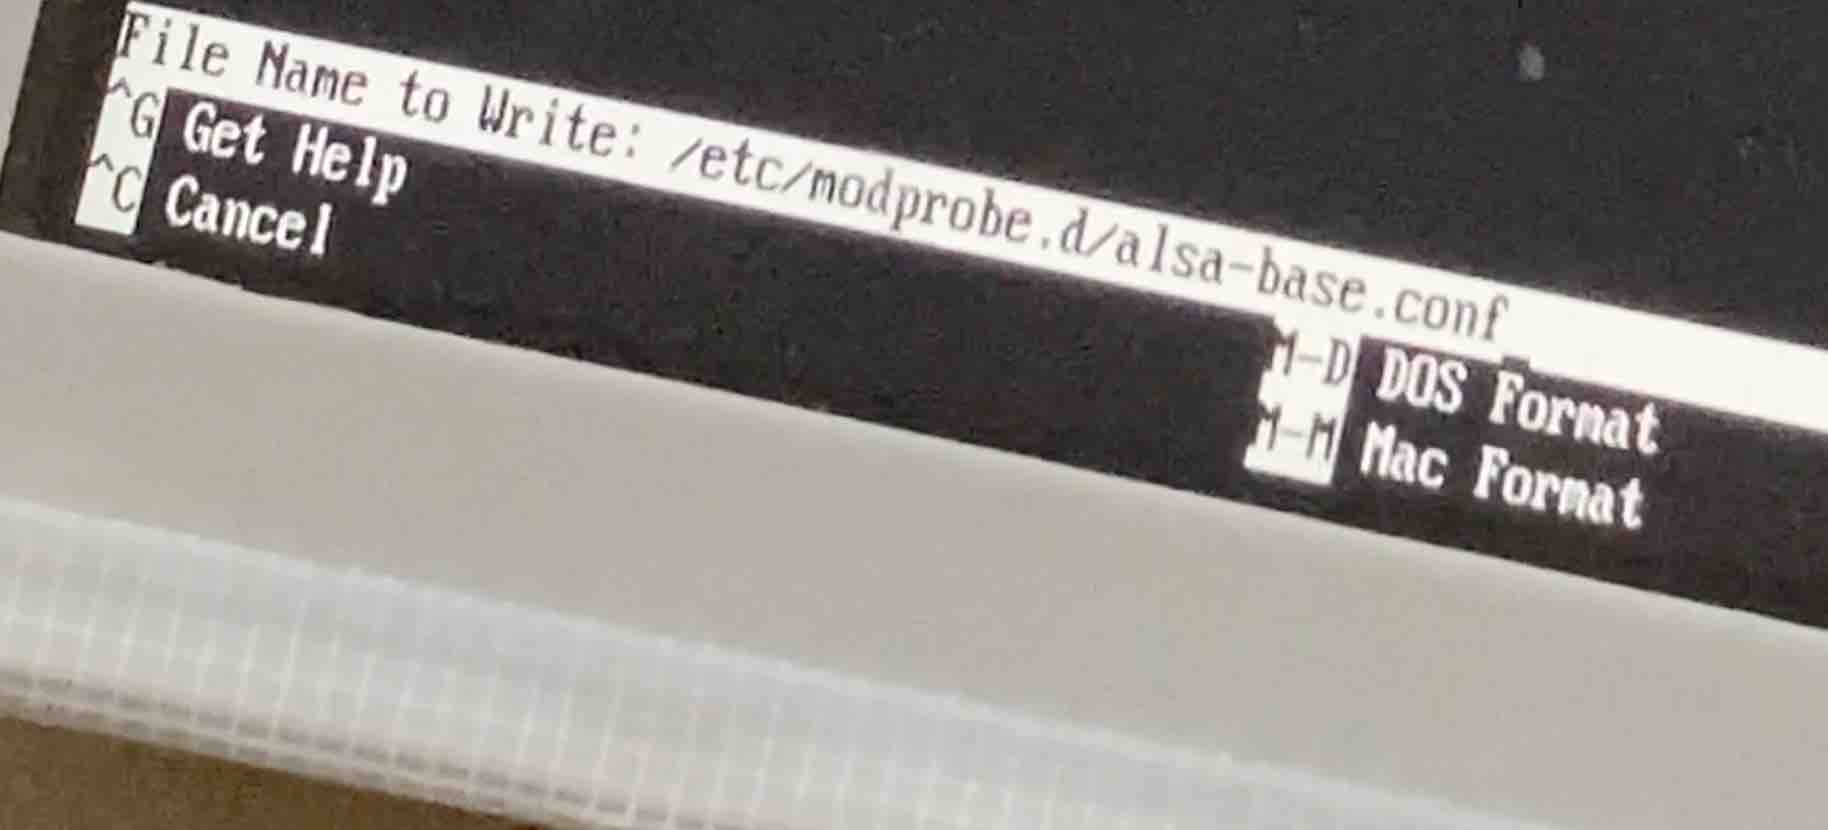 File Name to Write: /etc/modprobe.d/alsa-base.conf
^G Get Help
M-D DOS Format
^C Cancel
M-M Mac Format